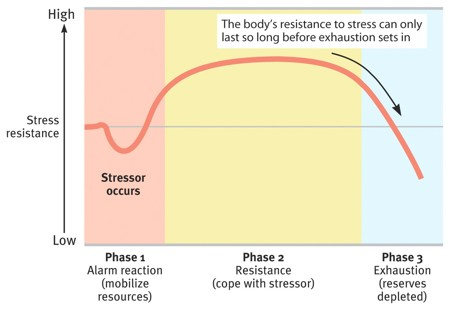 High
The body’s resistance to stress can only
last so long before exhaustion sets in
Stress
resistance
Stressor
occurs
Low
Phase 1
Alarm reaction
(mobilize
resources)
Phase 2
Resistance
(cope with stressor)
Phase 3
Exhaustion
(reserves
depleted)